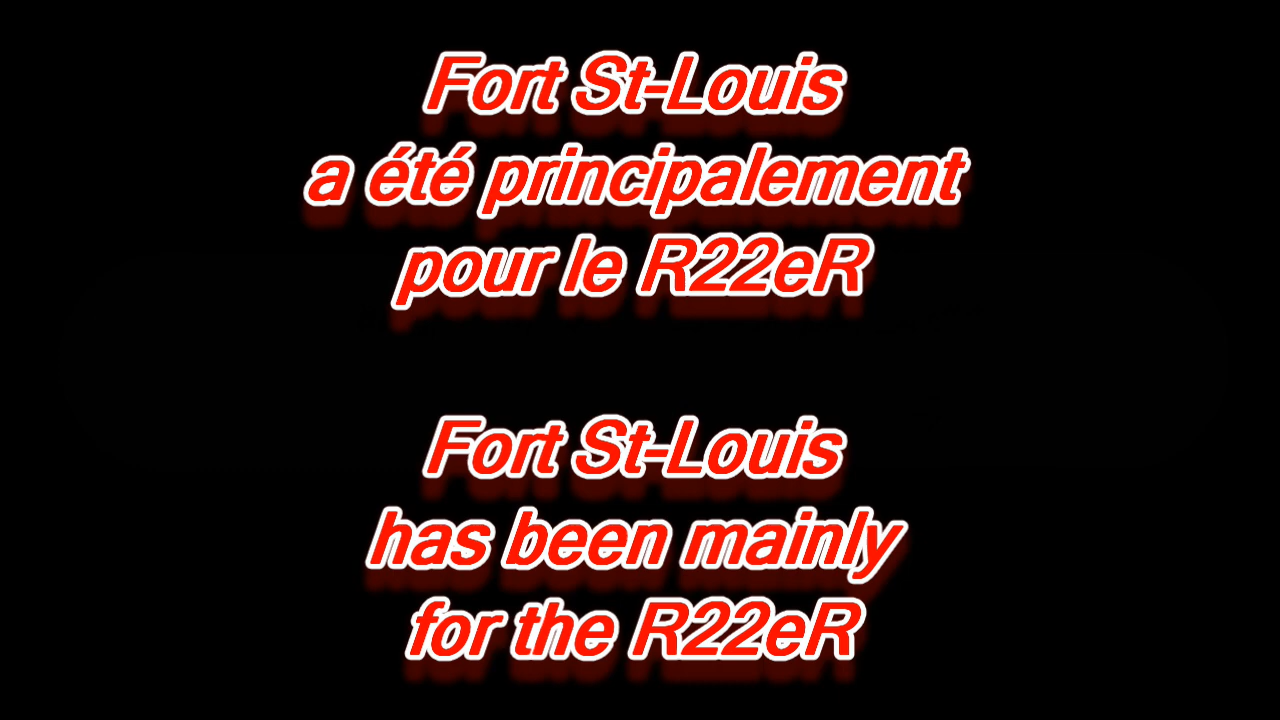 Fort St-Louis
a été principalement
pour le R22eR
Fort St-Louis
has been mainly
for the R22eR